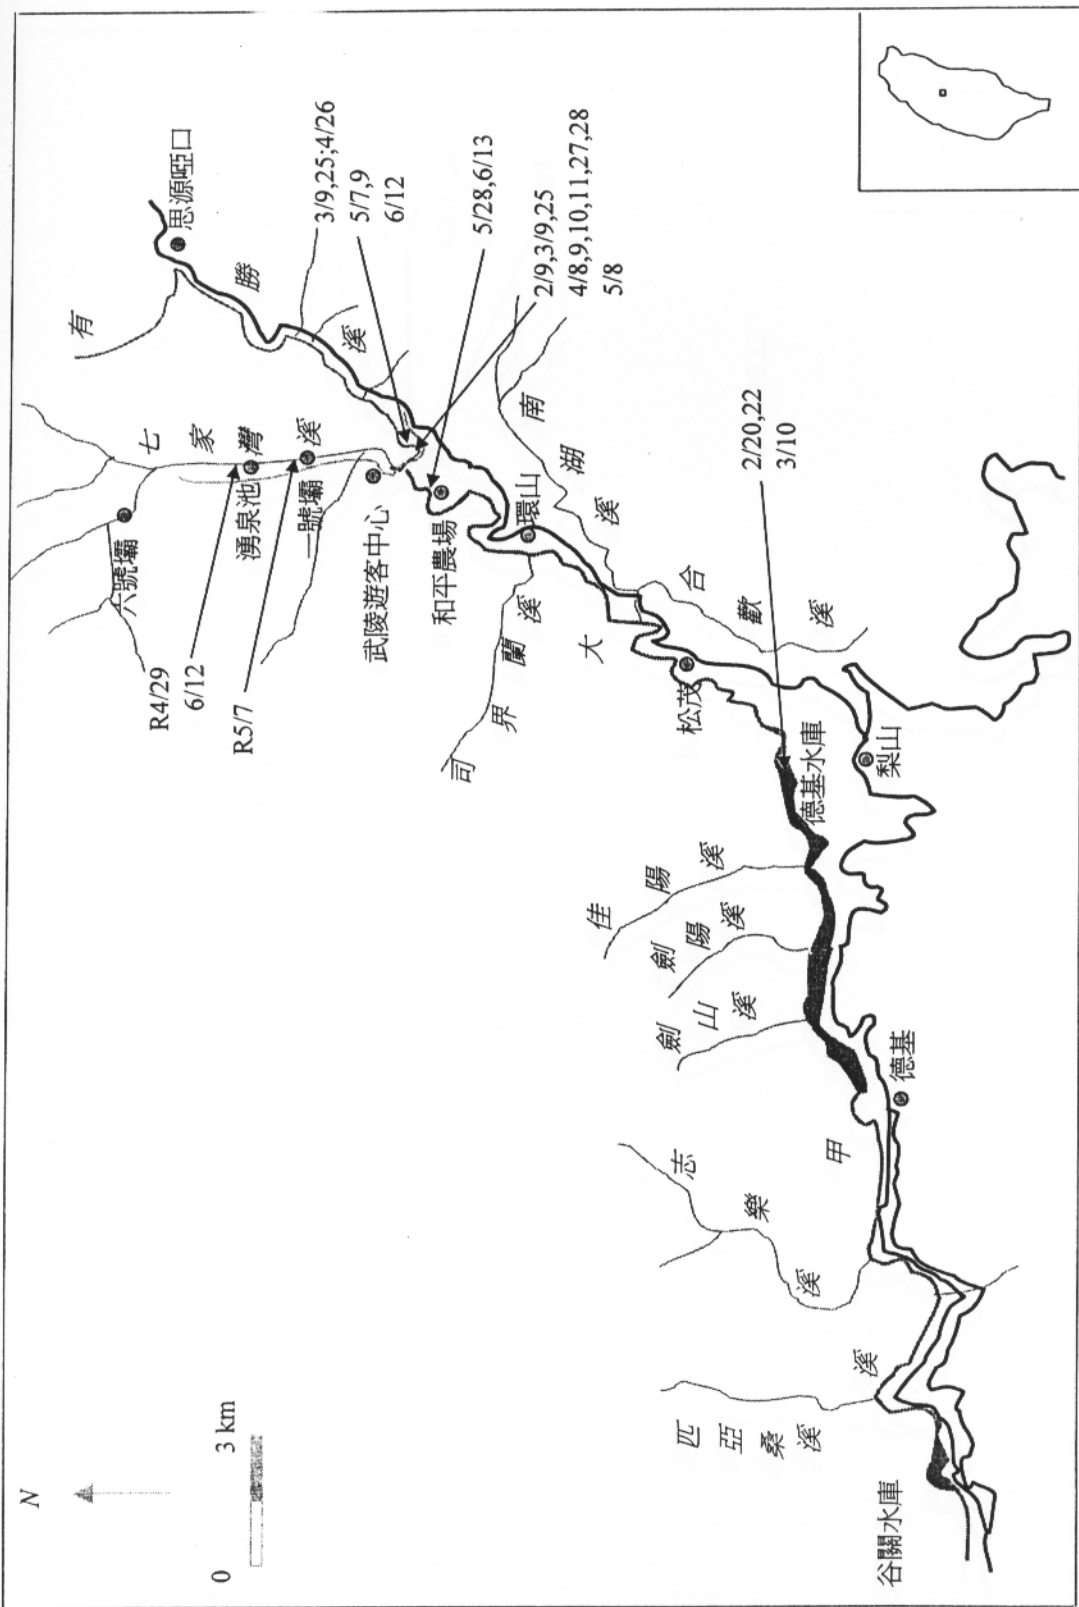 N
0 3 km
思源啞口
有勝溪
3/9,25;4/26
5/7,9
6/12
5/28,6/13
2/9,3/9,25
4/8,9,10,11,27,28
5/8
七家灣溪
六號壩
湧泉池
一號壩
R4/29
6/12
R5/7
武陵遊客中心
和平農場
環山
南湖溪
司界蘭溪
合歡溪
大甲溪
松茂
2/20,22
3/10
德基水庫
梨山
佳陽溪
劍陽溪
劍山溪
德基
志樂溪
匹亞桑溪
谷關水庫